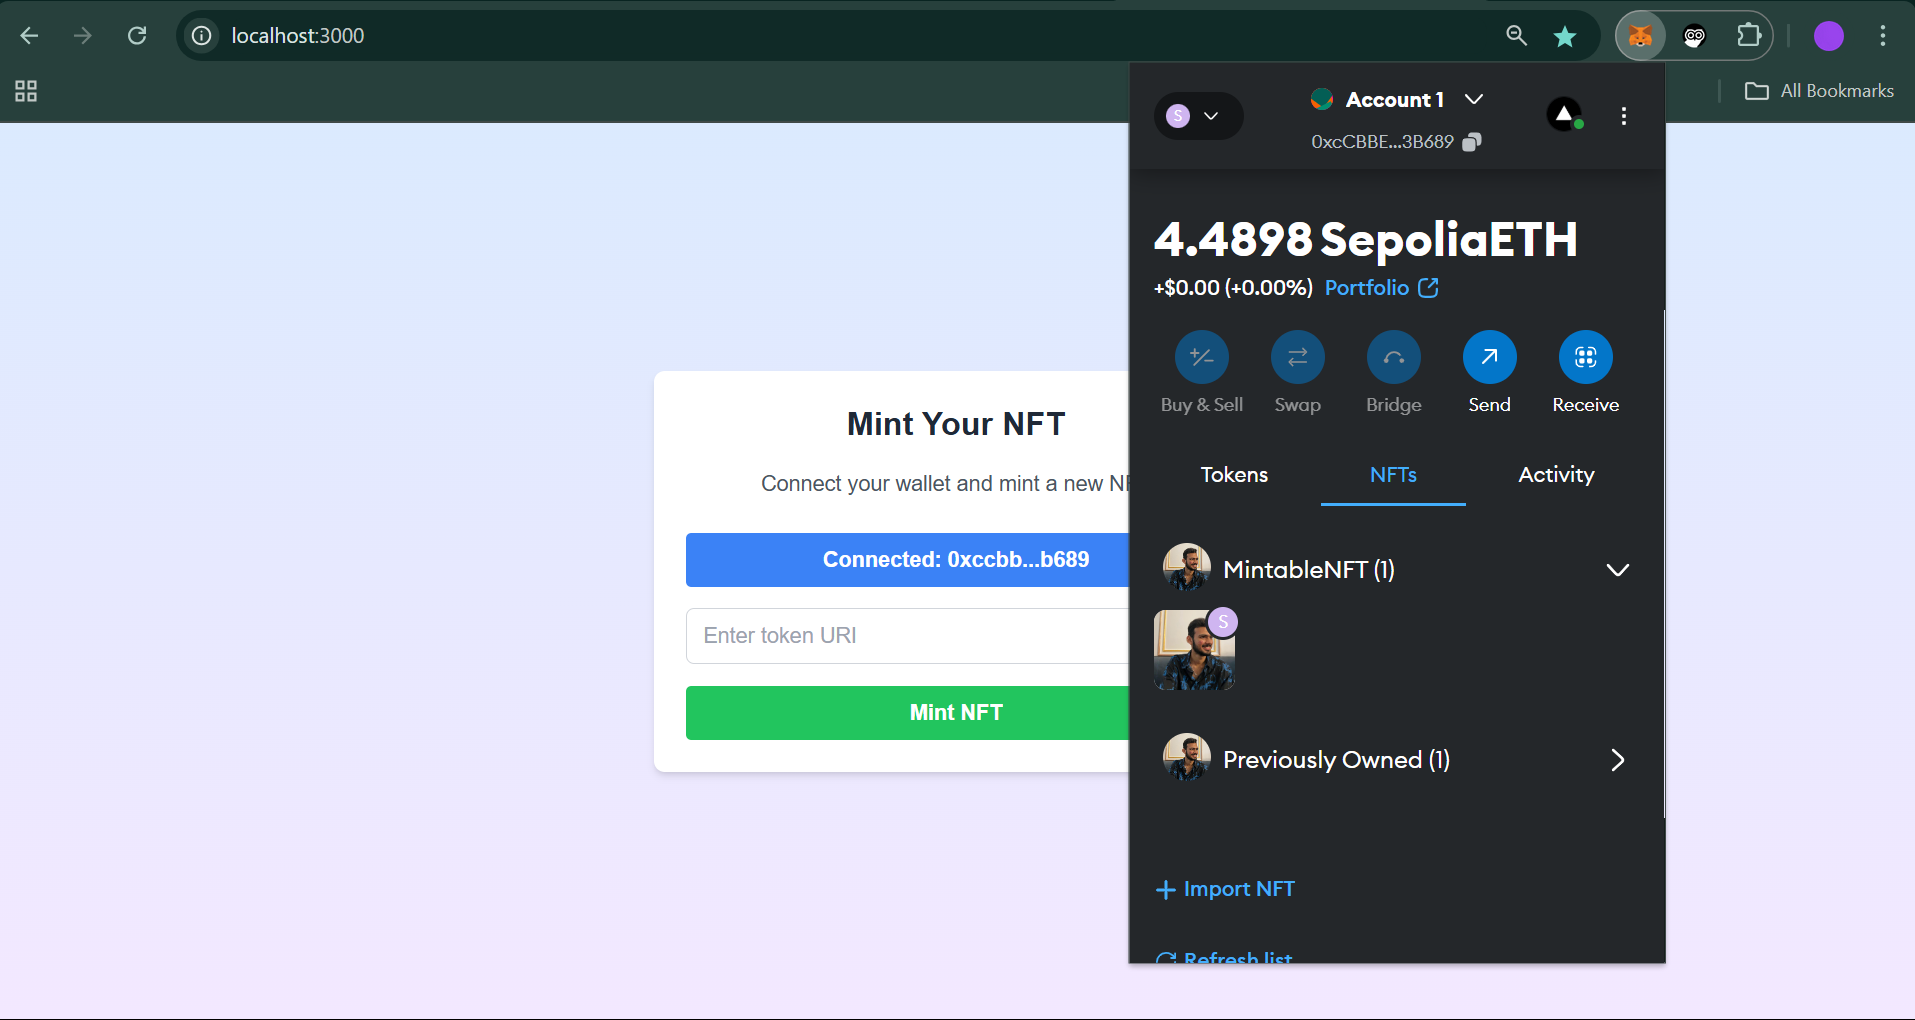 localhost:3000
All Bookmarks
S
Account 1
0xcCBBE...3B689
4.4898 SepoliaETH
+$0.00 (+0.00%) Portfolio
Buy & Sell
Swap
Bridge
Send
Receive
Tokens
NFTs
Activity
MintableNFT (1)
S
Previously Owned (1)
Import NFT
Refresh list
Mint Your NFT
Connect your wallet and mint a new
Connected: 0xccbb...b689
Enter token URI
Mint NFT